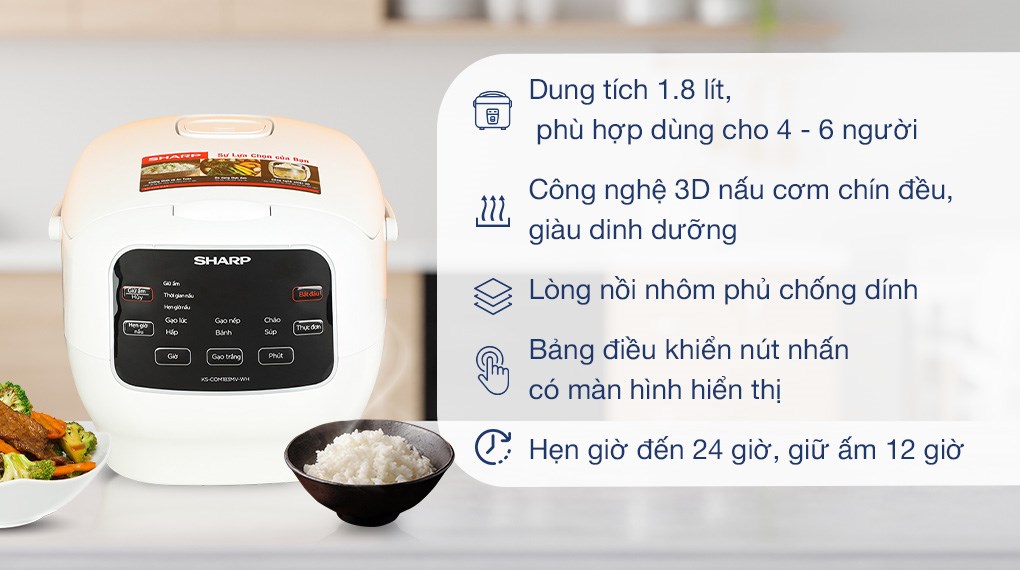 Dung tích 1.8 lít,
phù hợp dùng cho 4 - 6 người
Công nghệ 3D nấu cơm chín đều,
giàu dinh dưỡng
Lòng nồi nhôm phủ chống dính
Bảng điều khiển nút nhấn
có màn hình hiển thị
Hẹn giờ đến 24 giờ, giữ ấm 12 giờ
SHARP Sự Lựa Chọn của Bạn
SHARP
Giữ ấm
Giữ ấm
Hủy
Thời gian nấu
Bắt đầu
Hẹn giờ nấu
Hẹn giờ
Nấu
Gạo lức Gạo nếp Cháo
Hấp Bánh Súp
Thực đơn
Giờ Gạo trắng Phút
KS-COM183MV-WH